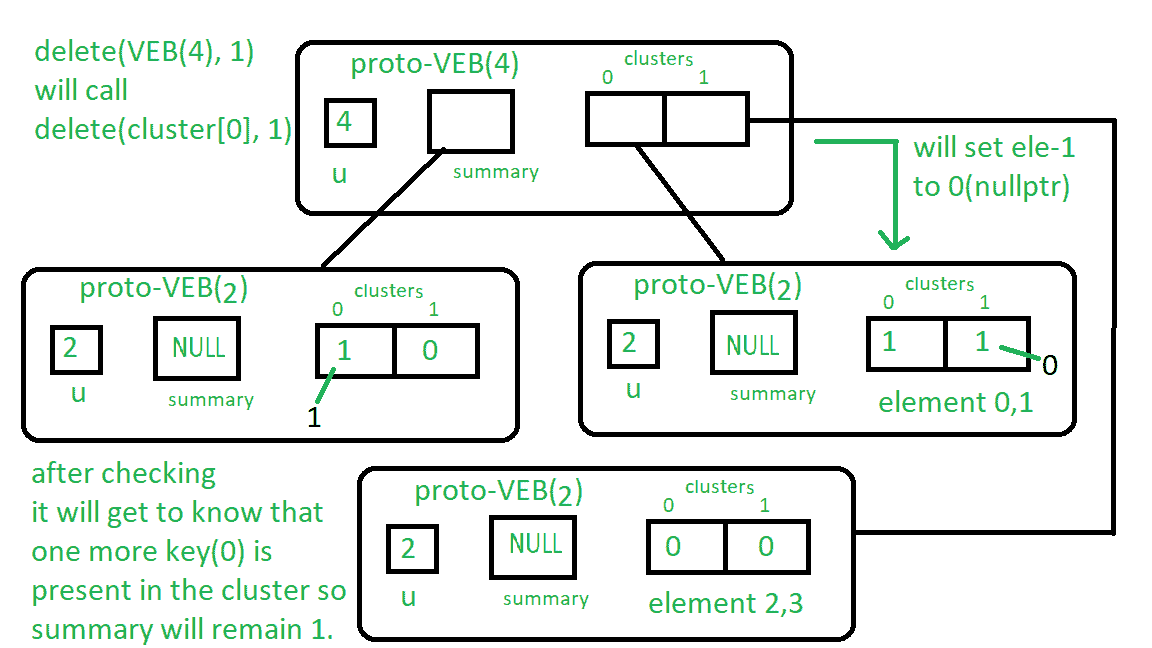 delete(VEB(4), 1)
will call
delete(cluster[0], 1)
proto-VEB(4)
clusters
0 1
4
u
summary
will set ele-1
to 0(nullptr)
proto-VEB(2)
clusters
0 1
2
NULL
1 0
u
summary
1
proto-VEB(2)
clusters
0 1
2
NULL
1 1
0
u
summary
element 0,1
after checking
it will get to know that
one more key(0) is
present in the cluster so
summary will remain 1.
proto-VEB(2)
clusters
0 1
2
NULL
0 0
u
summary
element 2,3